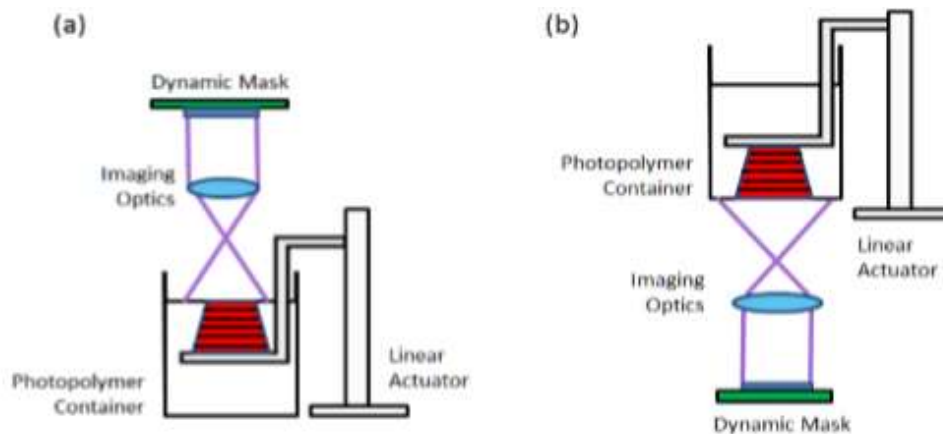 (a)
Dynamic Mask
Imaging
Optics
Photopolymer
Container
Linear
Actuator
(b)
Photopolymer
Container
Linear
Actuator
Imaging
Optics
Dynamic Mask